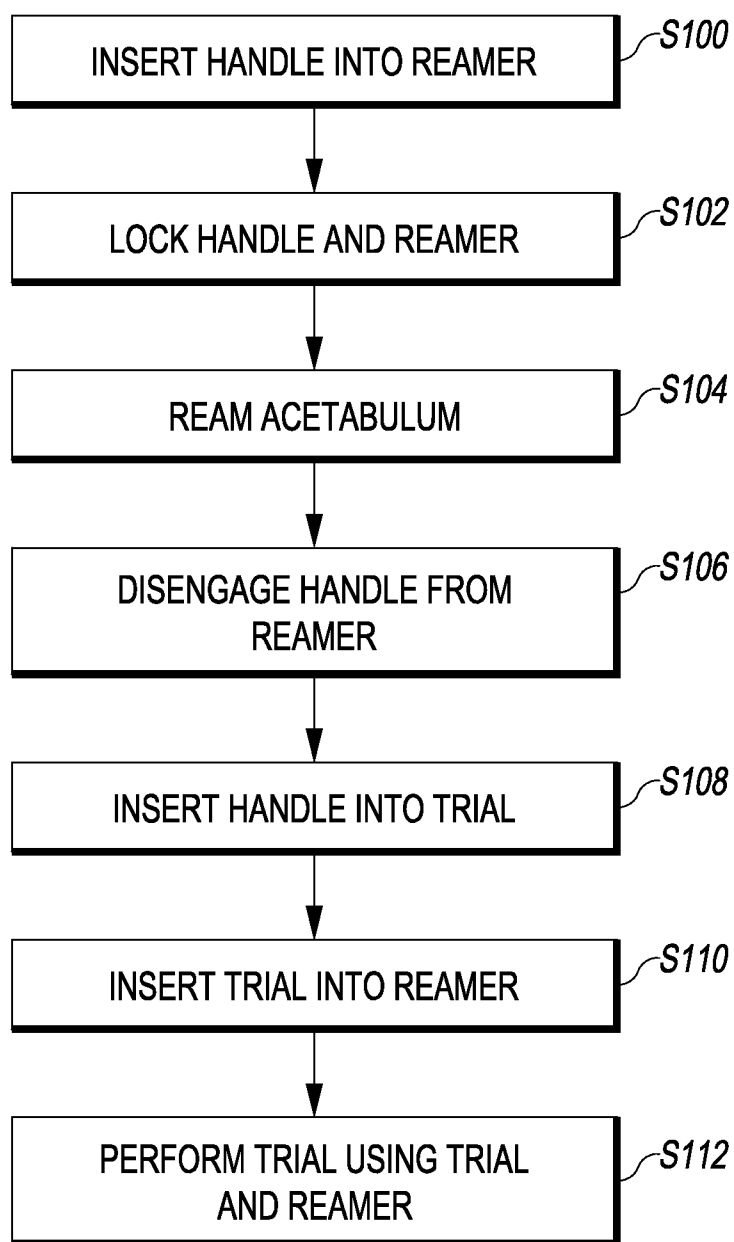 INSERT HANDLE INTO REAMER
S100
LOCK HANDLE AND REAMER
S102
REAM ACETABULUM
S104
DISENGAGE HANDLE FROM
REAMER
S106
INSERT HANDLE INTO TRIAL
S108
INSERT TRIAL INTO REAMER
S110
PERFORM TRIAL USING TRIAL
AND REAMER
S112